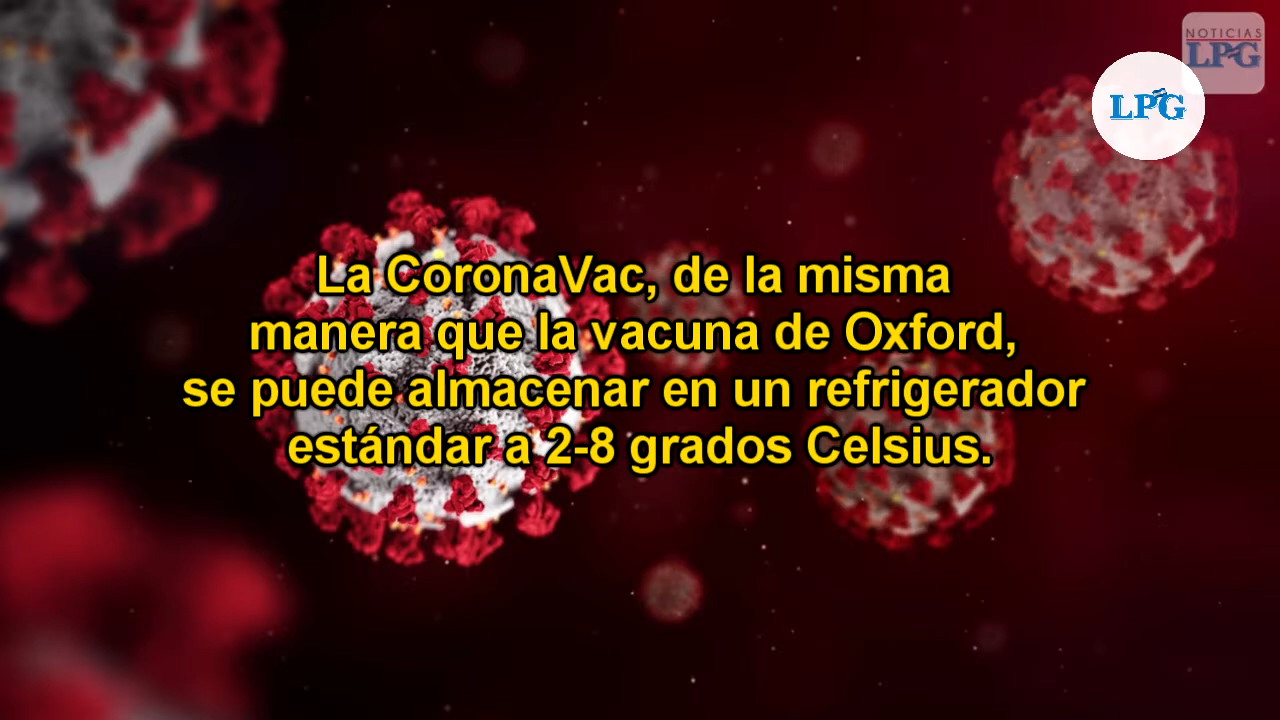 NOTICIAS
LPG
LPG
La CoronaVac, de la misma
manera que la vacuna de Oxford,
se puede almacenar en un refrigerador
estándar a 2-8 grados Celsius.